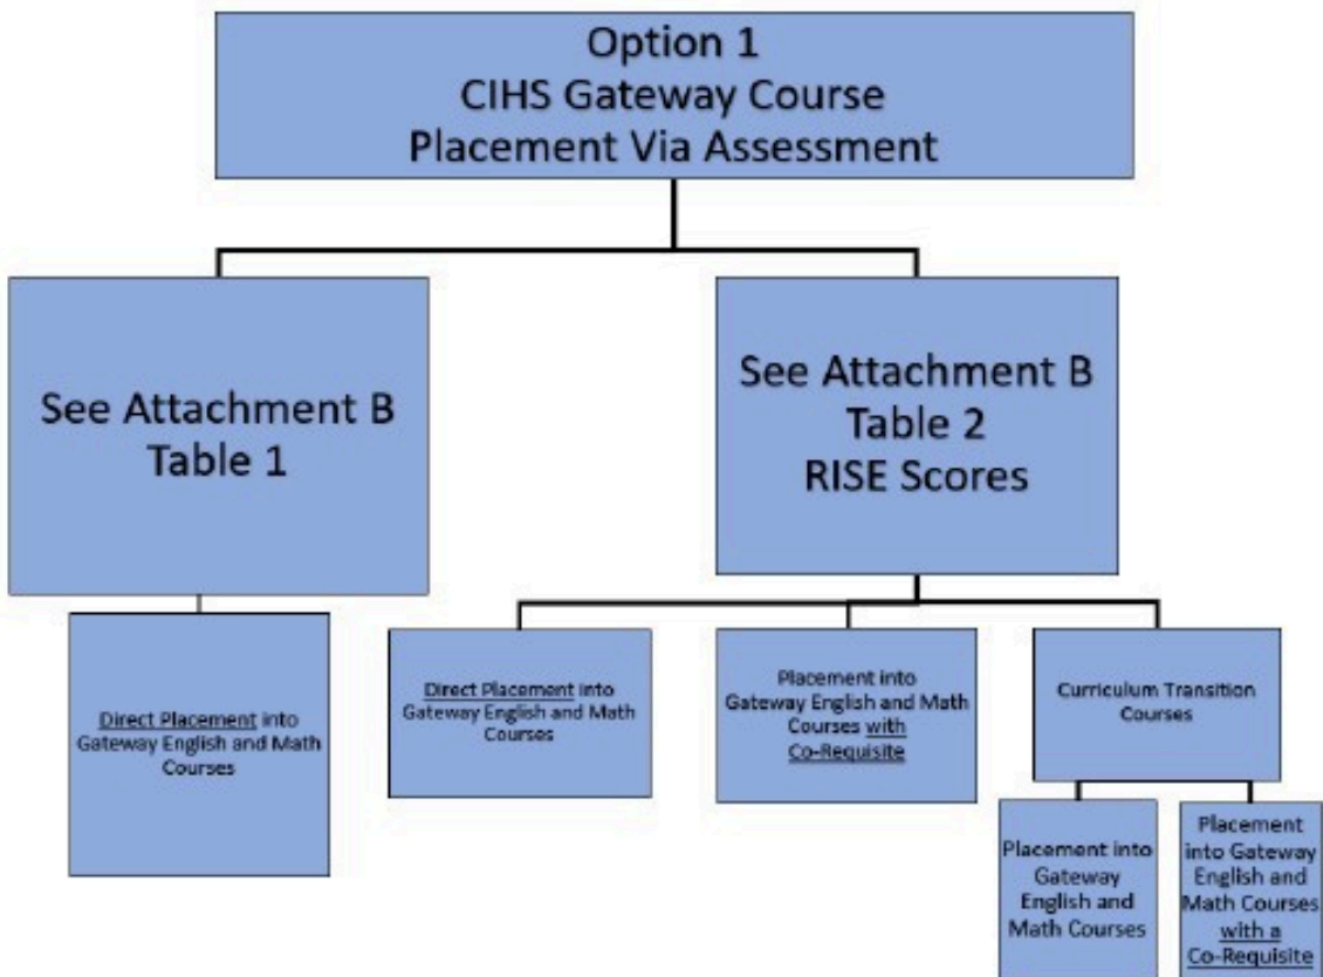 Option 1
CIHS Gateway Course
Placement Via Assessment
See Attachment B
Table 1
See Attachment B
Table 2
RISE Scores
Direct Placement into
Gateway English and Math
Courses
Direct Placement into
Gateway English and Math
Courses
Placement into
Gateway English and Math
Courses with
Co-Requisite
Curriculum Transition
Courses
Placement into
Gateway
English and
Math Courses
Placement
into Gateway
English and
Math Courses
with a
Co-Requisite